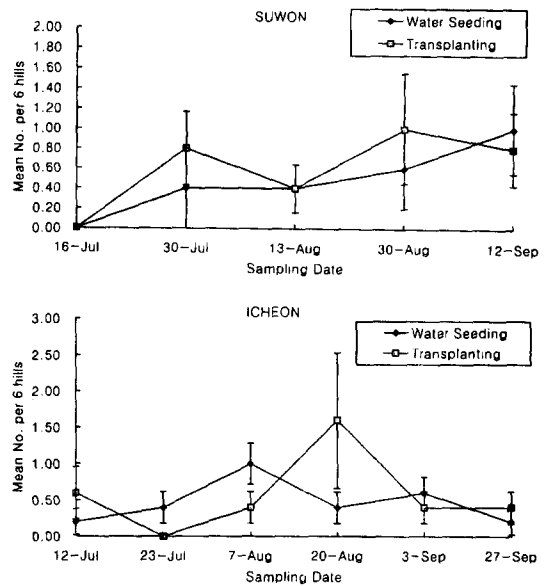 SUWON
Water Seeding
Transplanting
Mean No. per 6 hills
2.00
1.80
1.60
1.40
1.20
1.00
0.80
0.60
0.40
0.20
0.00
16-Jul 30-Jul 13-Aug 30-Aug 12-Sep
Sampling Date
ICHEON
Water Seeding
Transplanting
Mean No. per 6 hills
3.00
2.50
2.00
1.50
1.00
0.50
0.00
12-Jul 23-Jul 7-Aug 20-Aug 3-Sep 27-Sep
Sampling Date